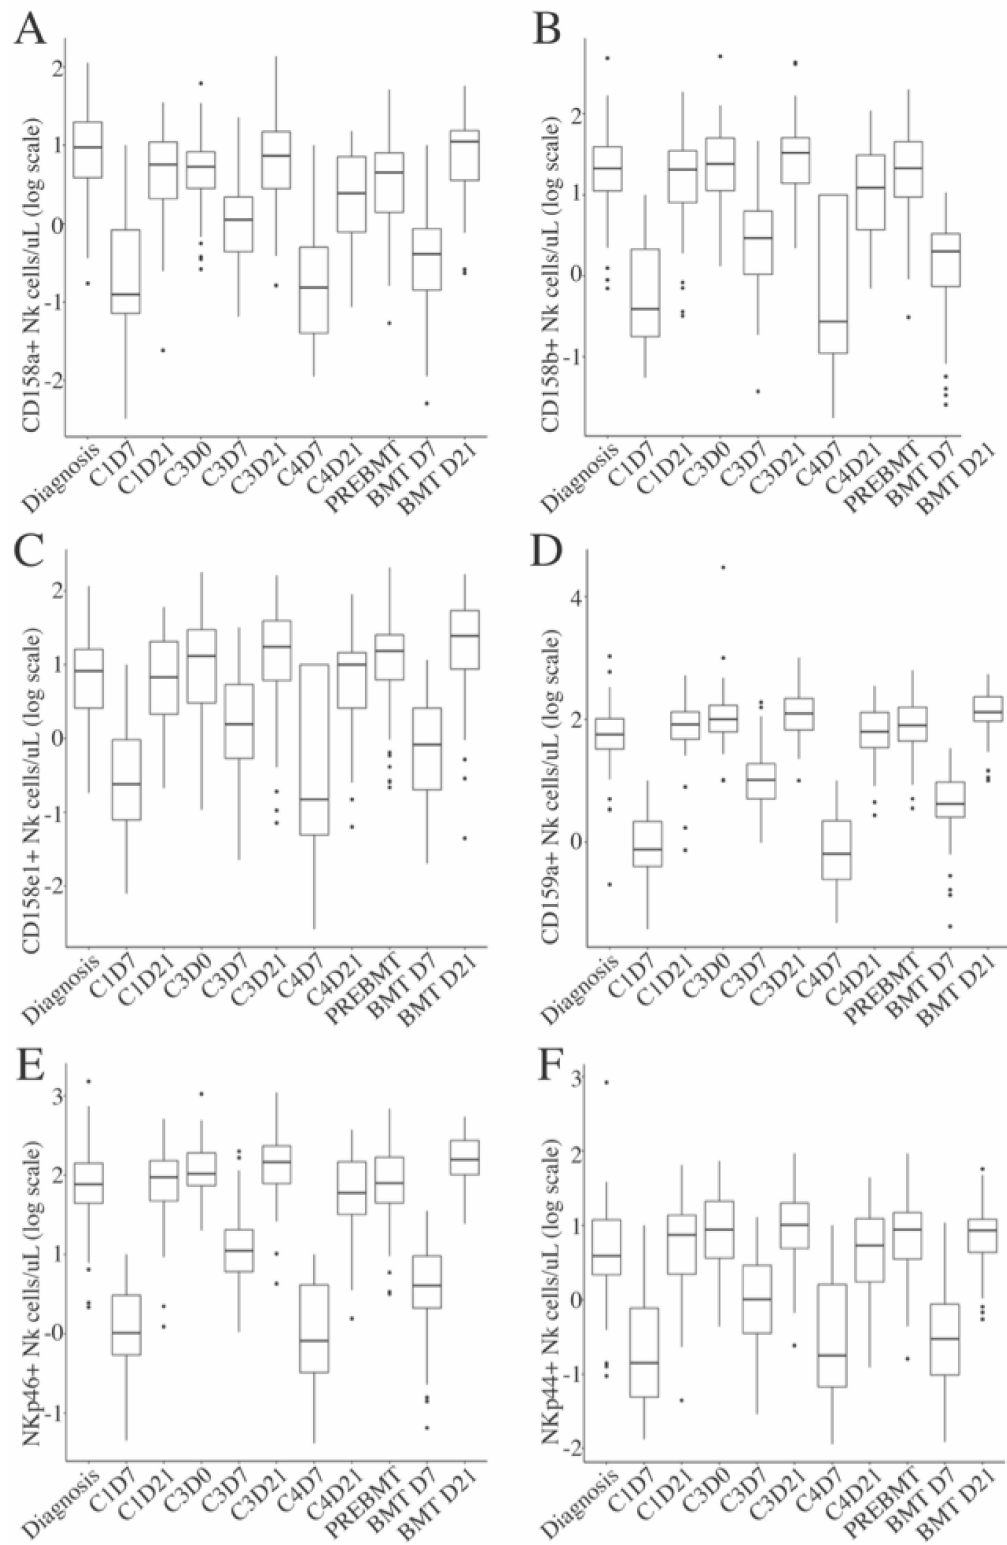 A
CD158a+ Nk cells/uL (log scale)
2
1
0
-1
-2
Diagnosis
C1D7
C1D21
C3D0
C3D7
C3D21
C4D7
C4D21
PREBMT
BMT D7
BMT D21
B
CD158b+ Nk cells/uL (log scale)
2
1
0
-1
Diagnosis
C1D7
C1D21
C3D0
C3D7
C3D21
C4D7
C4D21
PREBMT
BMT D7
BMT D21
C
CD158e1+ Nk cells/uL (log scale)
2
1
0
-1
-2
Diagnosis
C1D7
C1D21
C3D0
C3D7
C3D21
C4D7
C4D21
PREBMT
BMT D7
BMT D21
D
CD159a+ Nk cells/uL (log scale)
4
2
0
Diagnosis
C1D7
C1D21
C3D0
C3D7
C3D21
C4D7
C4D21
PREBMT
BMT D7
BMT D21
E
NKp46+ Nk cells/uL (log scale)
3
2
1
-0
-1
Diagnosis
C1D7
C1D21
C3D0
C3D7
C3D21
C4D7
C4D21
PREBMT
BMT D7
BMT D21
F
NKp44+ Nk cells/uL (log scale)
3
2
1
0
-1
-2
Diagnosis
C1D7
C1D21
C3D0
C3D7
C3D21
C4D7
C4D21
PREBMT
BMT D7
BMT D21